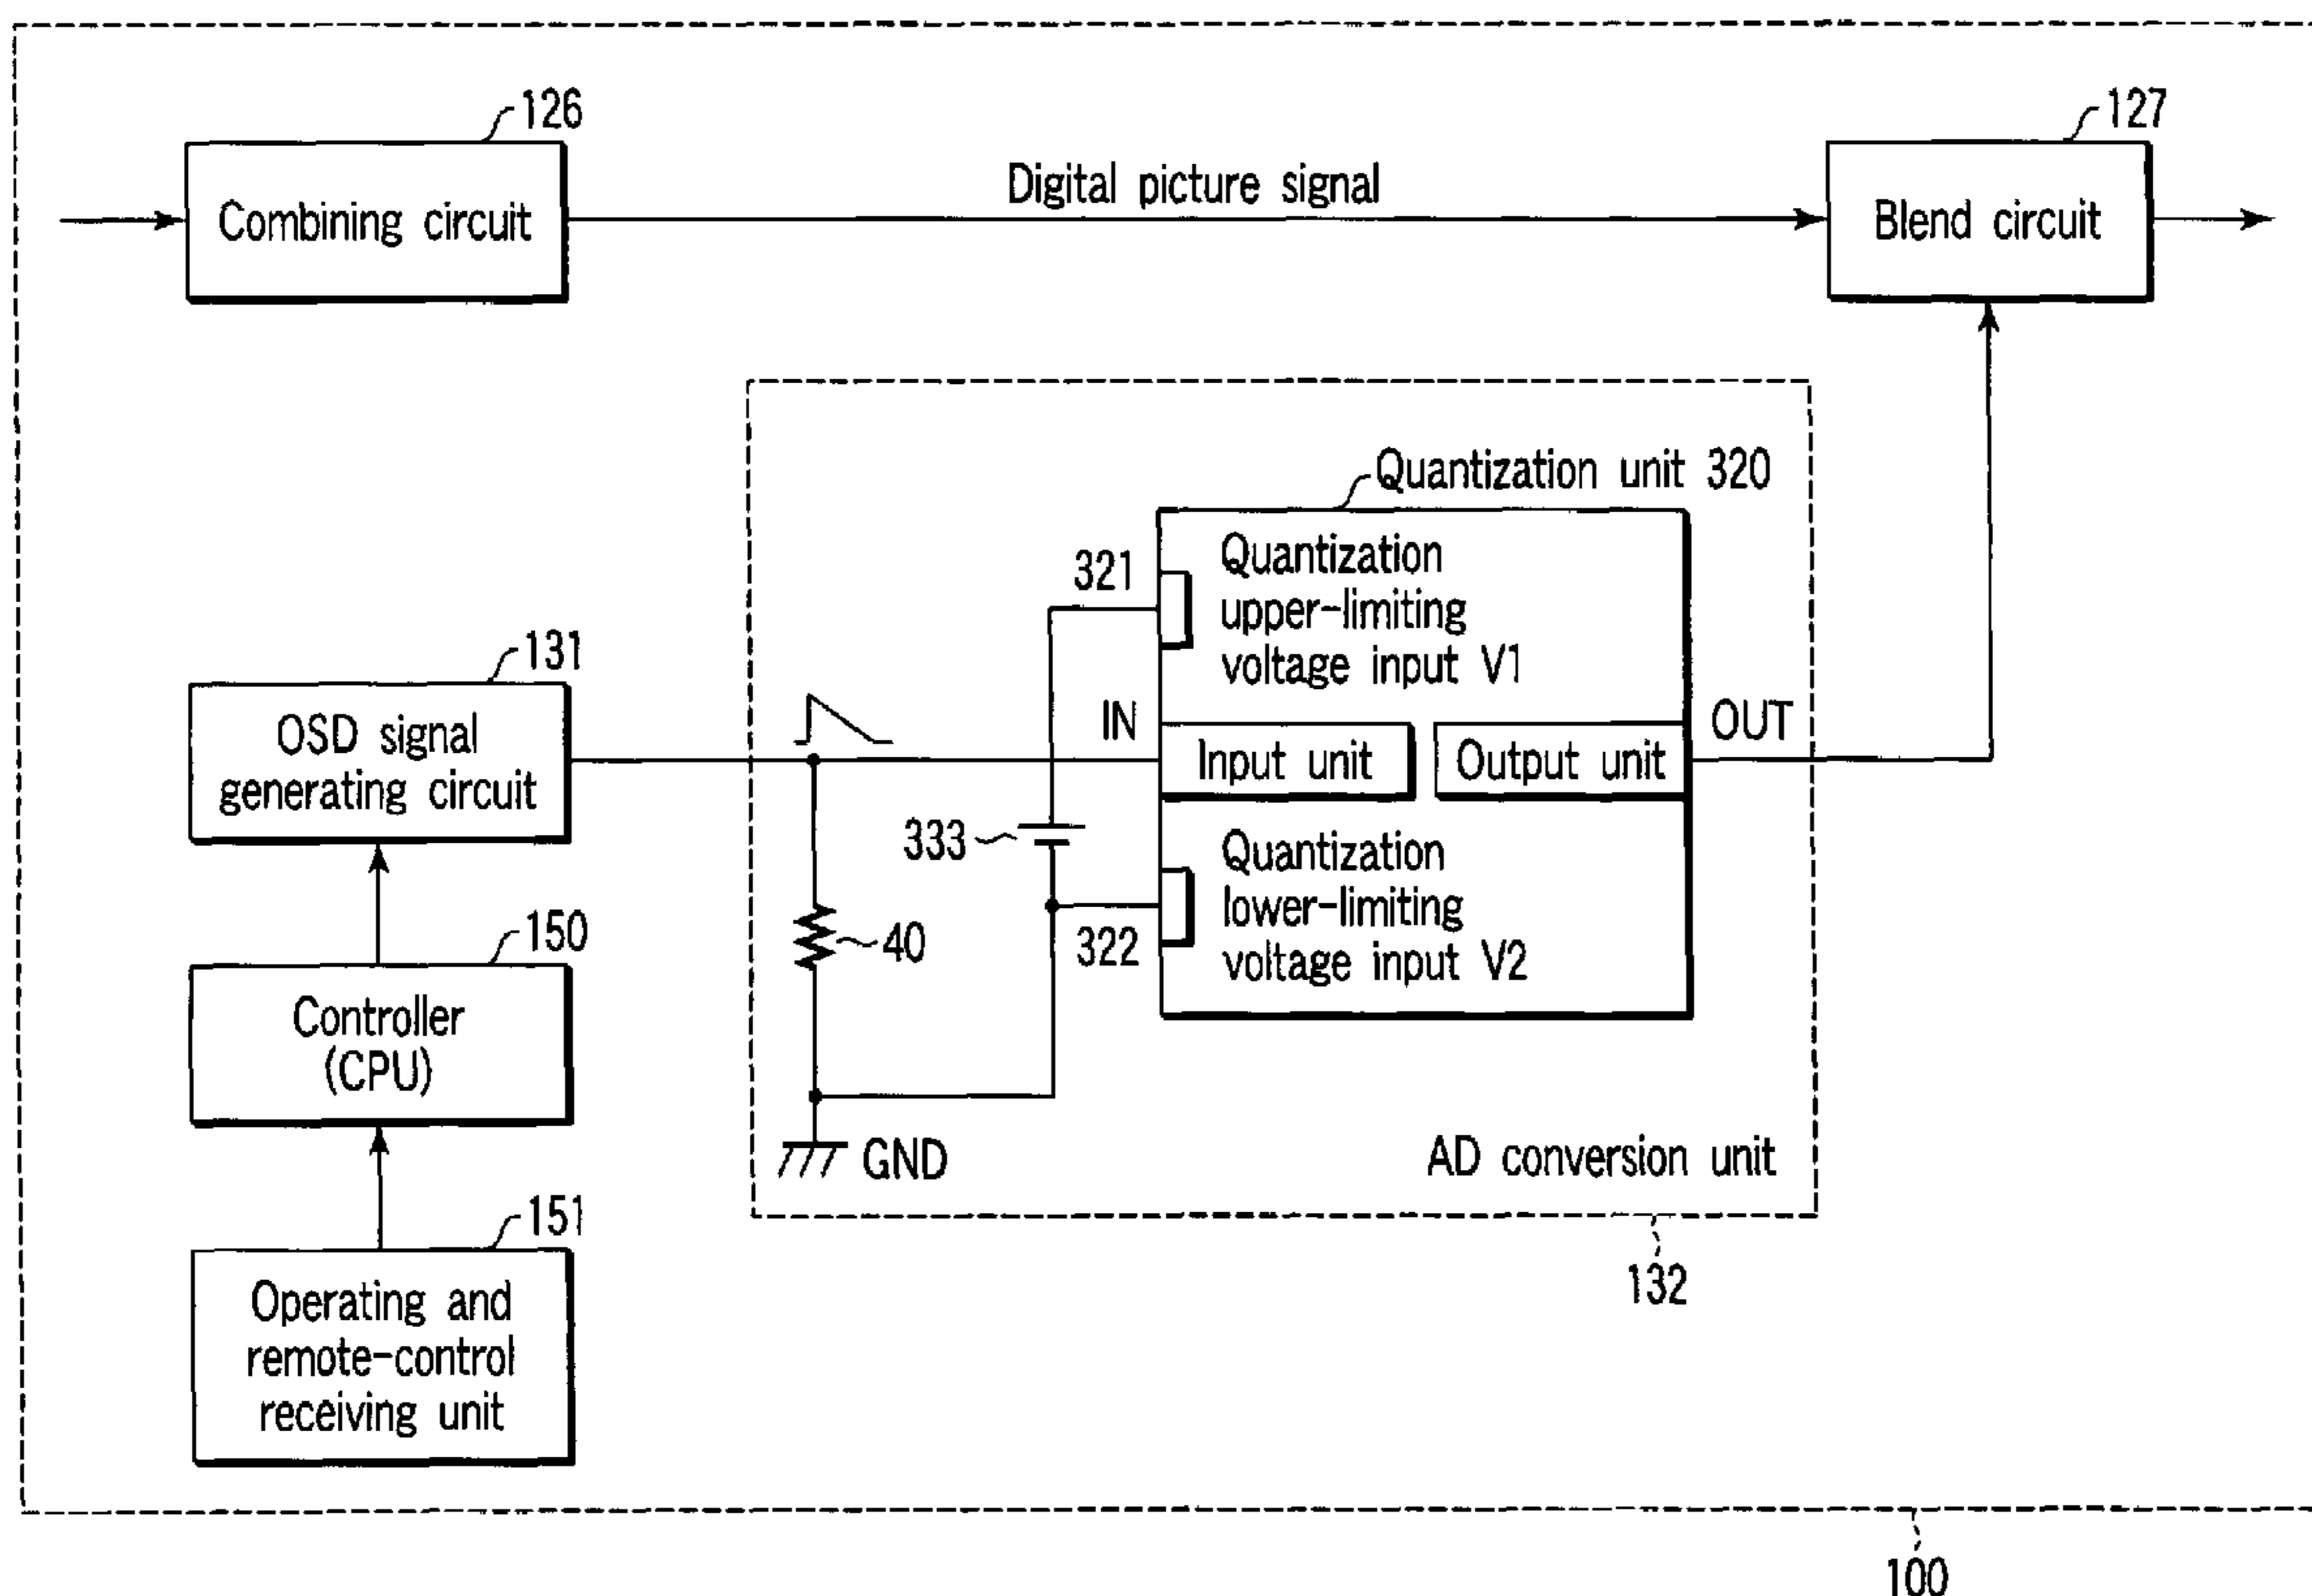 126
127
Combining circuit
Digital picture signal
Blend circuit
Quantization unit 320
321
Quantization
upper-limiting
voltage input V1
131
OSD signal
generating circuit
IN
Input unit
Output unit
OUT
333
Quantization
lower-limiting
voltage input V2
322
40
150
Controller
(CPU)
GND
AD conversion unit
132
151
Operating and
remote-control
receiving unit
100